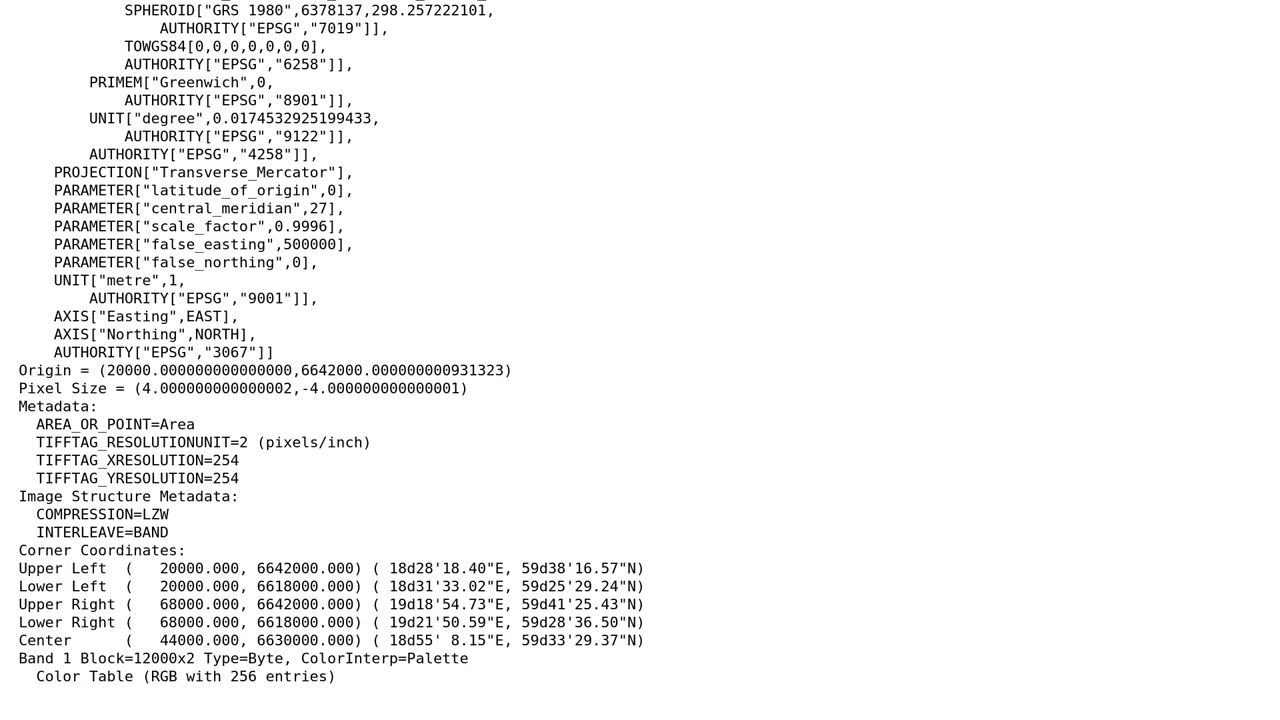 SPHEROID["GRS 1980",6378137,298.257222101,
AUTHORITY["EPSG","7019"]],
TOWGS84[0,0,0,0,0,0,0],
AUTHORITY["EPSG","6258"]],
PRIMEM["Greenwich",0,
AUTHORITY["EPSG","8901"]],
UNIT["degree",0.0174532925199433,
AUTHORITY["EPSG","9122"]],
AUTHORITY["EPSG","4258"]],
PROJECTION["Transverse_Mercator"],
PARAMETER["latitude_of_origin",0],
PARAMETER["central_meridian",27],
PARAMETER["scale_factor",0.9996],
PARAMETER["false_easting",500000],
PARAMETER["false_northing",0],
UNIT["metre",1,
AUTHORITY["EPSG","9001"]],
AXIS["Easting",EAST],
AXIS["Northing",NORTH],
AUTHORITY["EPSG","3067"]]
Origin = (20000.000000000000000,6642000.000000000931323)
Pixel Size = (4.000000000000002,-4.000000000000001)
Metadata:
AREA_OR_POINT=Area
TIFFTAG_RESOLUTIONUNIT=2 (pixels/inch)
TIFFTAG_XRESOLUTION=254
TIFFTAG_YRESOLUTION=254
Image Structure Metadata:
COMPRESSION=LZW
INTERLEAVE=BAND
Corner Coordinates:
Upper Left  (   20000.000, 6642000.000) ( 18d28'18.40"E, 59d38'16.57"N)
Lower Left  (   20000.000, 6618000.000) ( 18d31'33.02"E, 59d25'29.24"N)
Upper Right (   68000.000, 6642000.000) ( 19d18'54.73"E, 59d41'25.43"N)
Lower Right (   68000.000, 6618000.000) ( 19d21'50.59"E, 59d28'36.50"N)
Center      (   44000.000, 6630000.000) ( 18d55' 8.15"E, 59d33'29.37"N)
Band 1 Block=12000x2 Type=Byte, ColorInterp=Palette
Color Table (RGB with 256 entries)